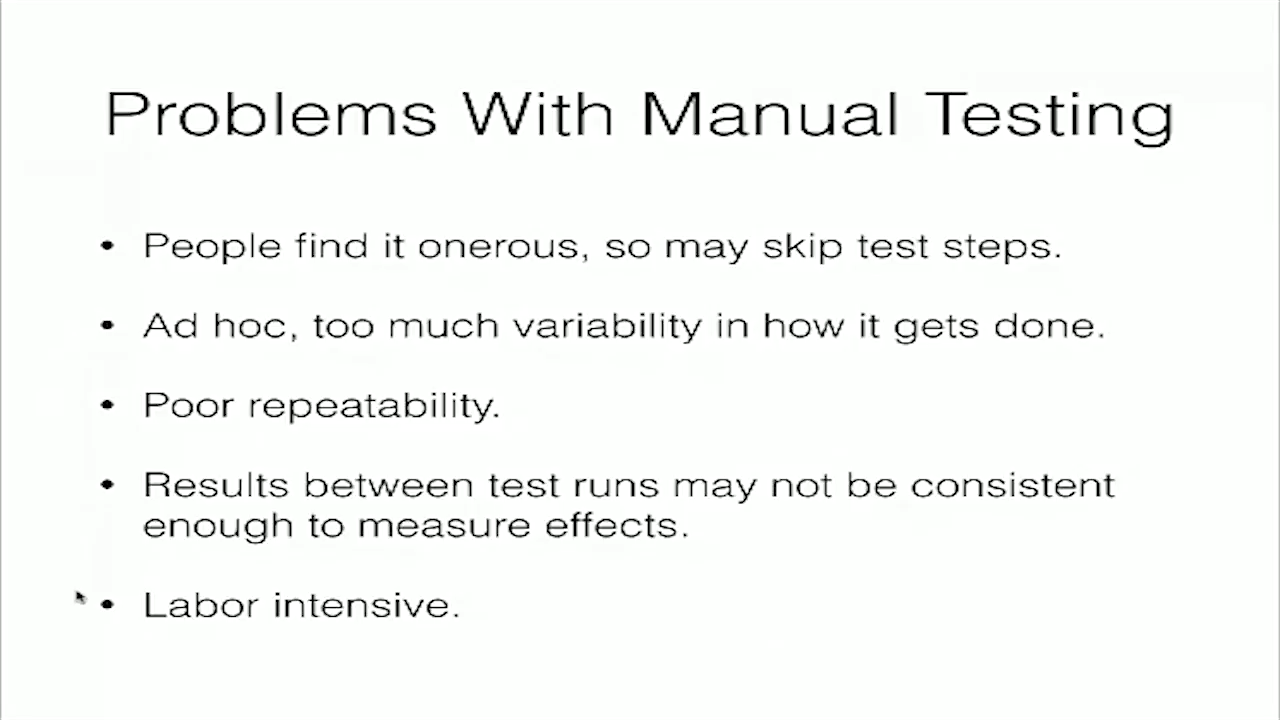 Problems With Manual Testing
• People find it onerous, so may skip test steps.
• Ad hoc, too much variability in how it gets done.
• Poor repeatability.
• Results between test runs may not be consistent
enough to measure effects.
• Labor intensive.